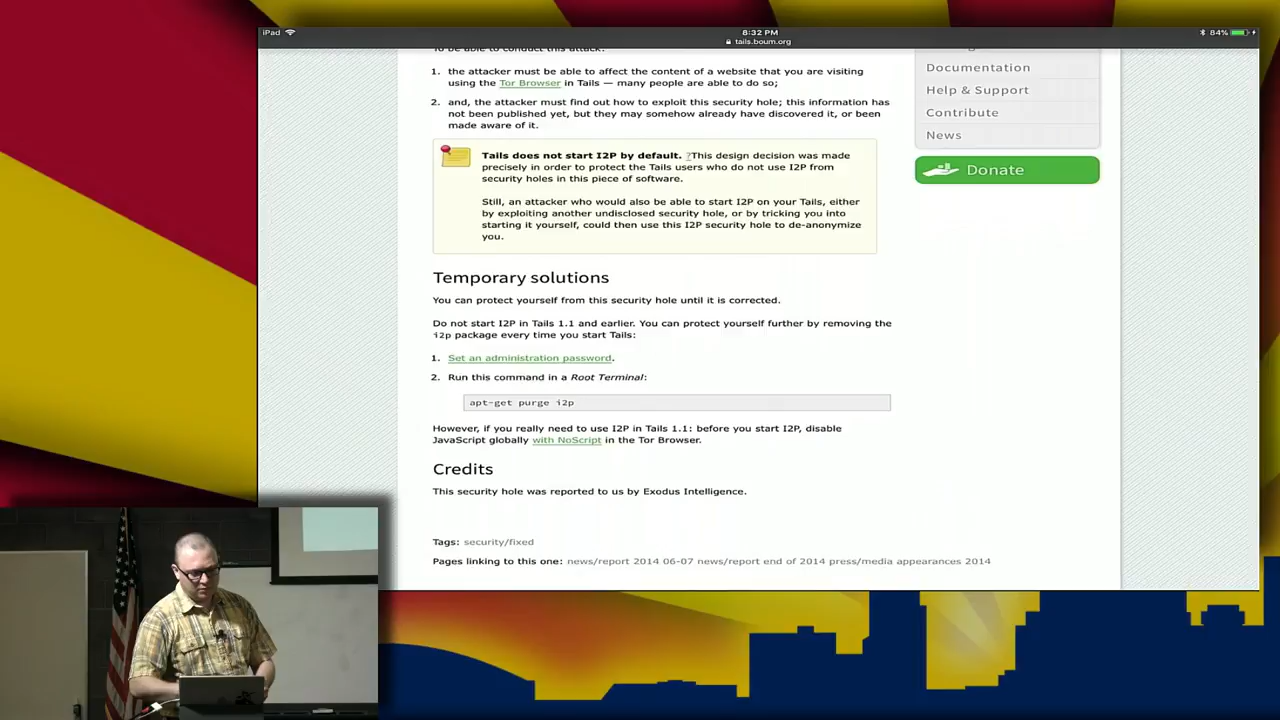 iPad
8:32 PM
84%
tails.boum.org
To be able to conduct this attack:
1. the attacker must be able to affect the content of a website that you are visiting
using the Tor Browser in Tails — many people are able to do so;
2. and, the attacker must find out how to exploit this security hole; this information has
not been published yet, but they may somehow already have discovered it, or been
made aware of it.
Tails does not start I2P by default. ?This design decision was made
precisely in order to protect the Tails users who do not use I2P from
security holes in this piece of software.
Still, an attacker who would also be able to start I2P on your Tails, either
by exploiting another undisclosed security hole, or by tricking you into
starting it yourself, could then use this I2P security hole to de-anonymize
you.
Temporary solutions
You can protect yourself from this security hole until it is corrected.
Do not start I2P in Tails 1.1 and earlier. You can protect yourself further by removing the
i2p package every time you start Tails:
1. Set an administration password.
2. Run this command in a Root Terminal:
apt-get purge i2p
However, if you really need to use I2P in Tails 1.1: before you start I2P, disable
JavaScript globally with NoScript in the Tor Browser.
Credits
This security hole was reported to us by Exodus Intelligence.
Tags: security/fixed
Pages linking to this one: news/report 2014 06-07 news/report end of 2014 press/media appearances 2014
Documentation
Help & Support
Contribute
News
Donate